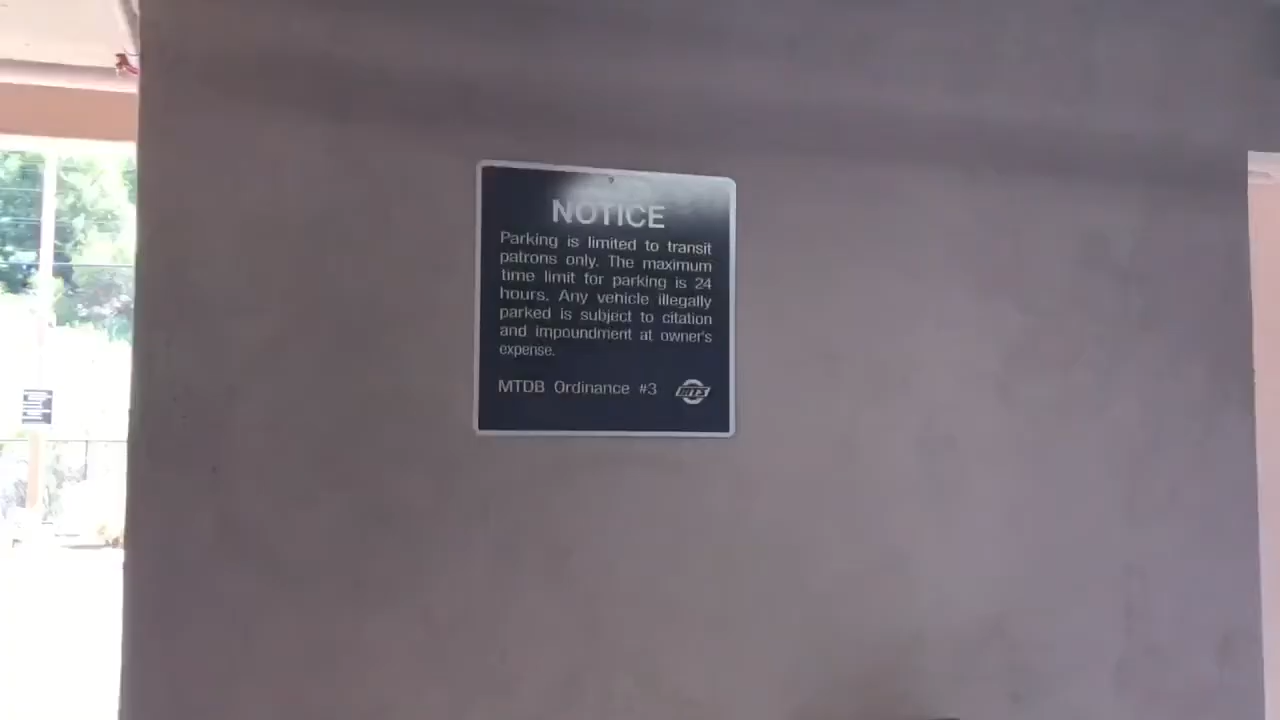 NOTICE
Parking is limited to transit
patrons only. The maximum
time limit for parking is 24
hours. Any vehicle illegally
parked is subject to citation
and impoundment at owner's
expense.
MTDB Ordinance #3
MTS